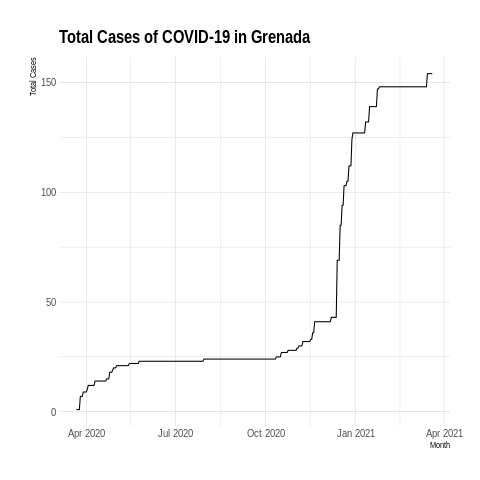 Total Cases of COVID-19 in Grenada
Total Cases
150
100
50
0
Apr 2020 Jul 2020 Oct 2020 Jan 2021 Apr 2021
Month